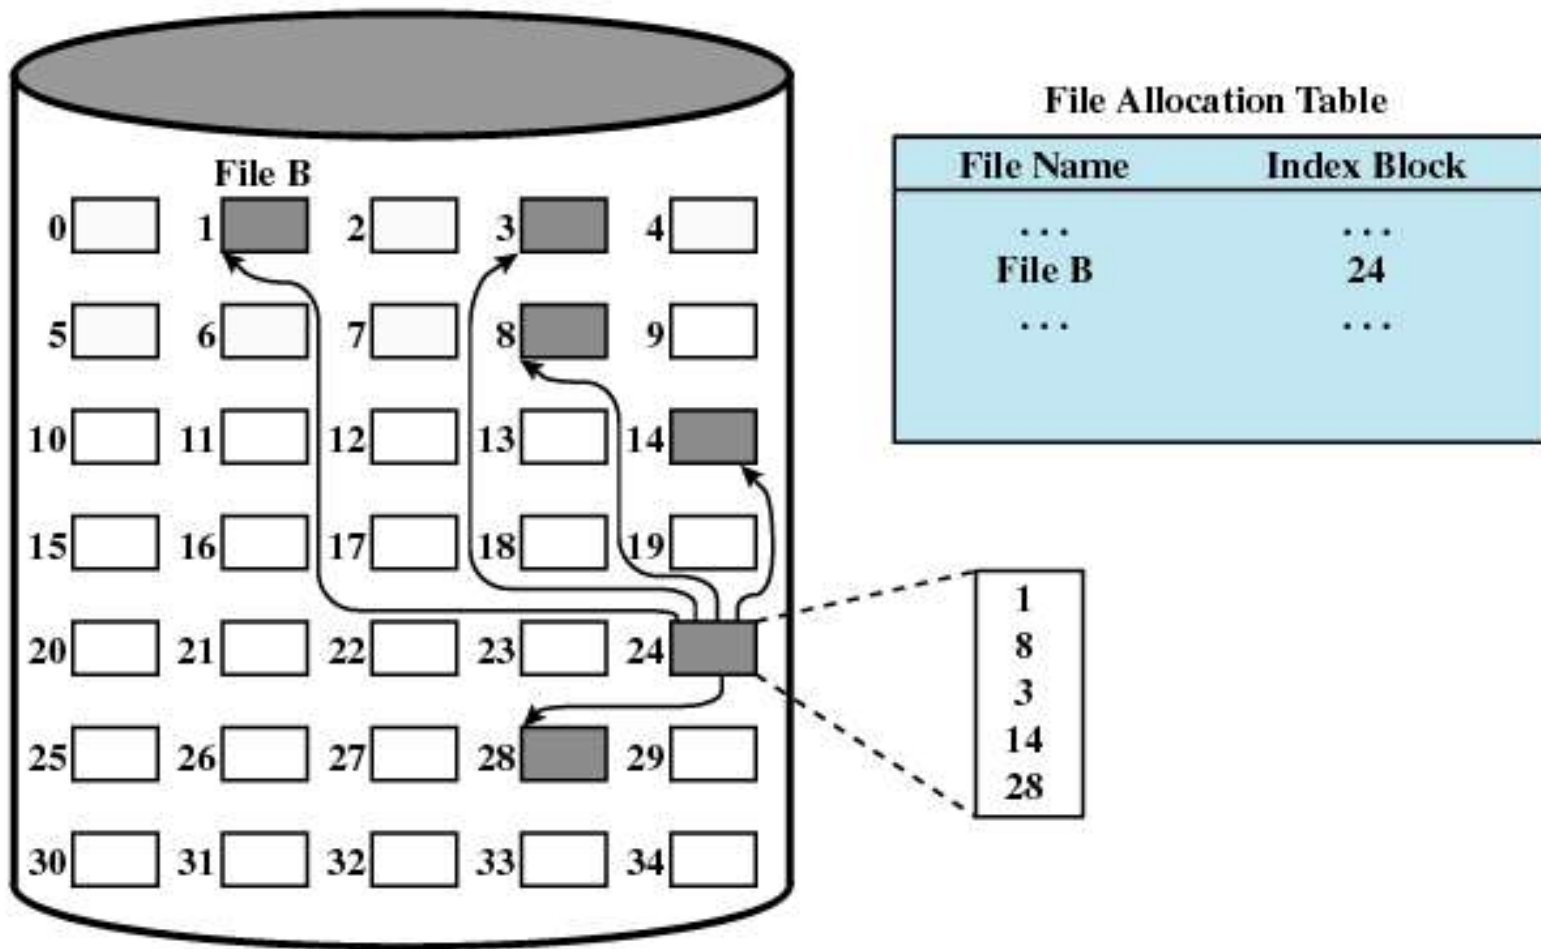 File Allocation Table
File Name Index Block
... ...
File B 24
... ...
File B
0 1 2 3 4
5 6 7 8 9
10 11 12 13 14
15 16 17 18 19
20 21 22 23 24
25 26 27 28 29
30 31 32 33 34
1
8
3
14
28